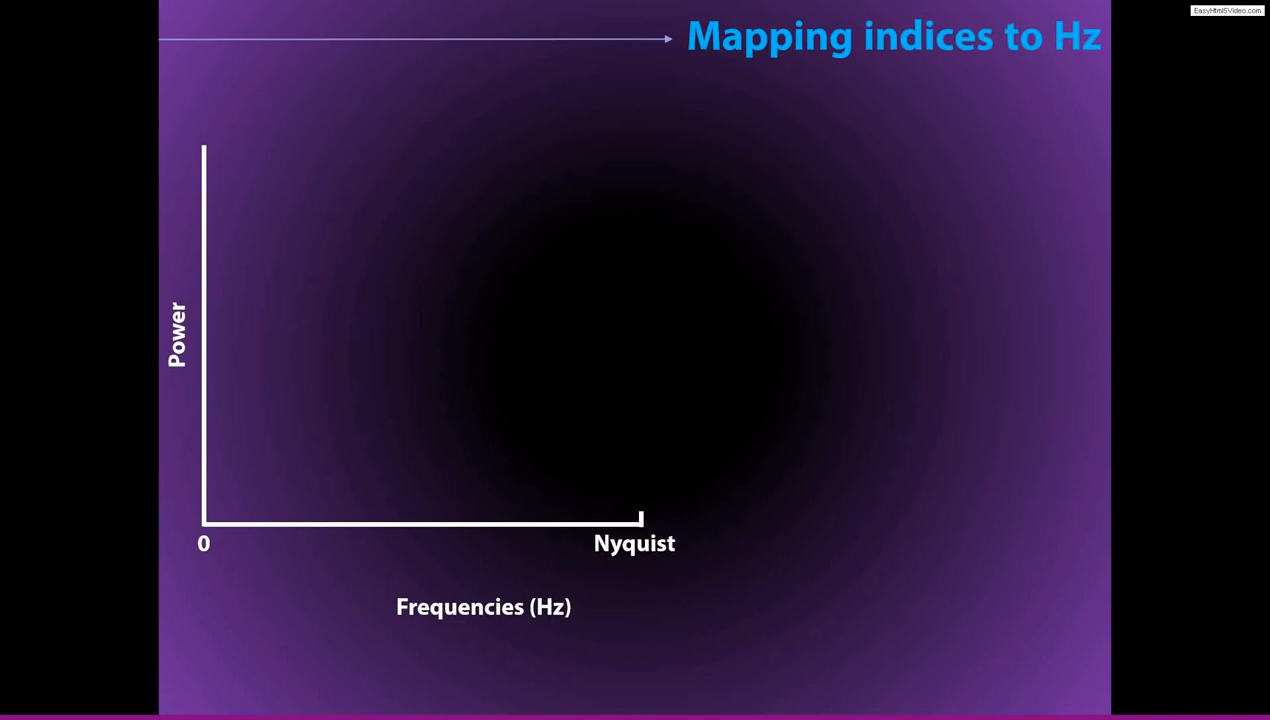 EasyHtml5Video.com
Mapping indices to Hz
Power
0
Nyquist
Frequencies (Hz)